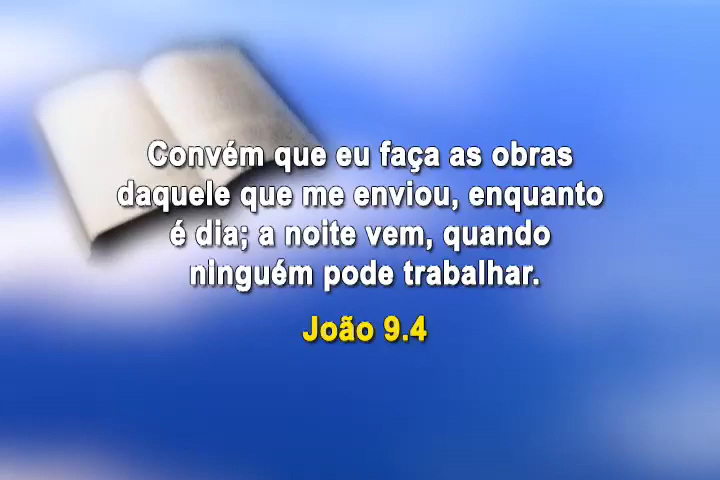 Convém que eu faça as obras
daquele que me enviou, enquanto
é dia; a noite vem, quando
ninguém pode trabalhar.
João 9.4